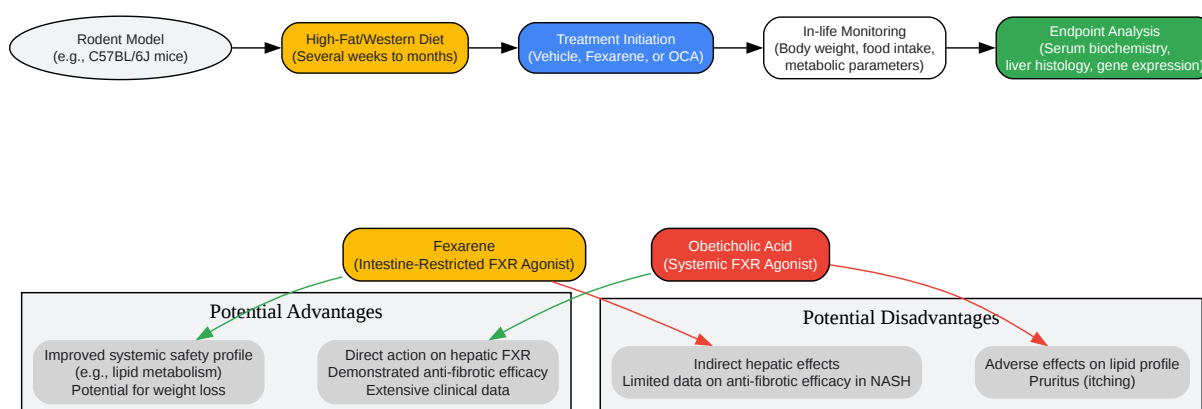 Rodent Model
(e.g., C57BL/6J mice)
High-Fat/Western Diet
(Several weeks to months)
Treatment Initiation
(Vehicle, Fexarene, or OCA)
In-life Monitoring
(Body weight, food intake,
metabolic parameters)
Endpoint Analysis
(Serum biochemistry,
liver histology, gene expression)
Fexarene
(Intestine-Restricted FXR Agonist)
Obeticholic Acid
(Systemic FXR Agonist)
Potential Advantages
Improved systemic safety profile
(e.g., lipid metabolism)
Potential for weight loss
Direct action on hepatic FXR
Demonstrated anti-fibrotic efficacy
Extensive clinical data
Potential Disadvantages
Indirect hepatic effects
Limited data on anti-fibrotic efficacy in NASH
Adverse effects on lipid profile
Pruritus (itching)